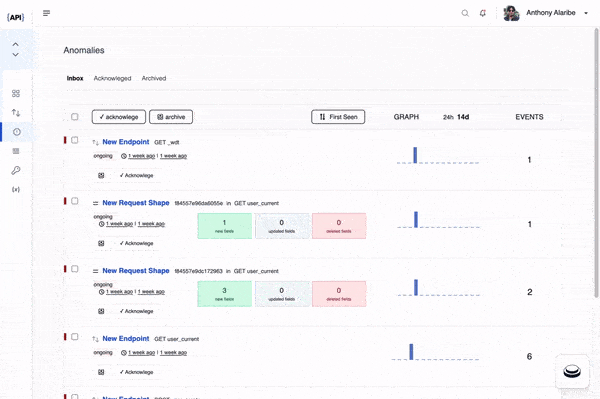 {API}
Anthony Alaribe
Anomalies
Inbox Acknowleged Archived
✓ acknowlege archive First Seen GRAPH 24h 14d EVENTS
New Endpoint GET _wdt
ongoing 1 week ago | 1 week ago
1
✓ Acknowlege
New Request Shape f84557e96da6055e in GET user_current
ongoing
1 week ago | 1 week ago
1 new fields
0 updated fields
0 deleted fields
1
✓ Acknowlege
New Request Shape f84557e9dc172963 in GET user_current
ongoing
1 week ago | 1 week ago
3 new fields
0 updated fields
0 deleted fields
2
✓ Acknowlege
New Endpoint GET user_current
ongoing 1 week ago | 1 week ago
6
✓ Acknowlege
{x}